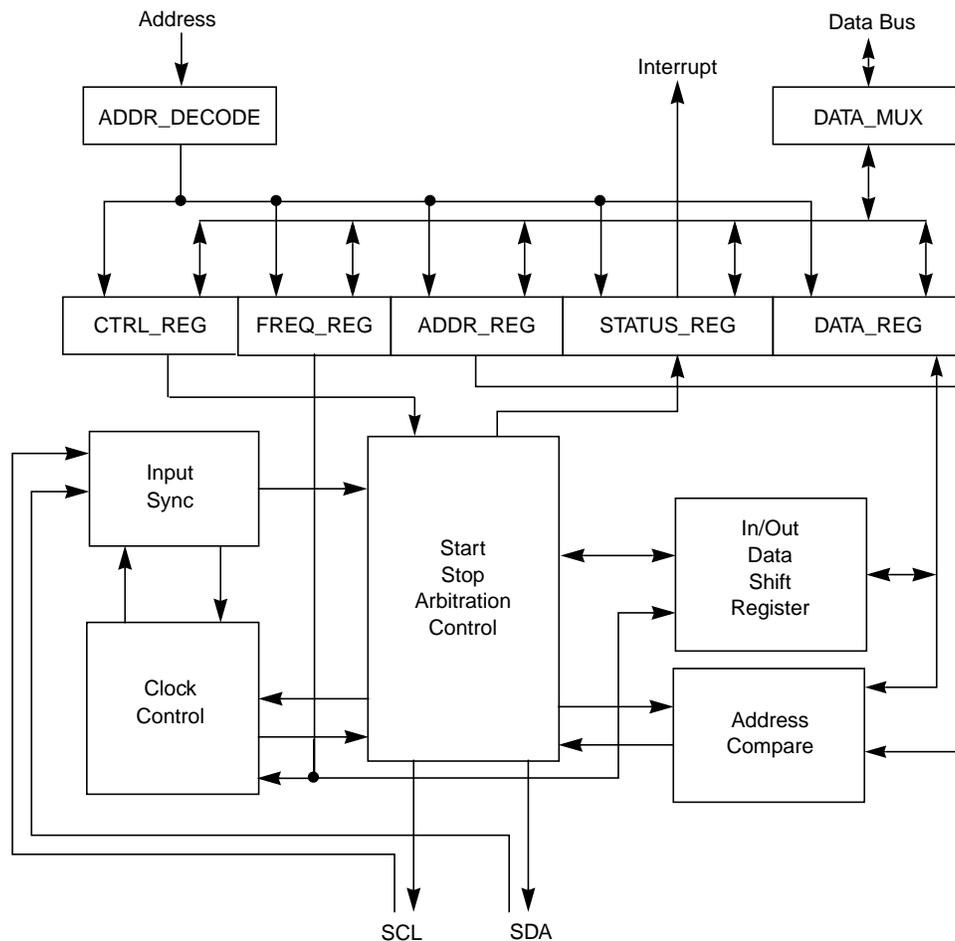 Address
Data Bus
Interrupt
ADDR_DECODE
DATA_MUX
CTRL_REG
FREQ_REG
ADDR_REG
STATUS_REG
DATA_REG
Input
Sync
Start
Stop
Arbitration
Control
In/Out
Data
Shift
Register
Clock
Control
Address
Compare
SCL
SDA